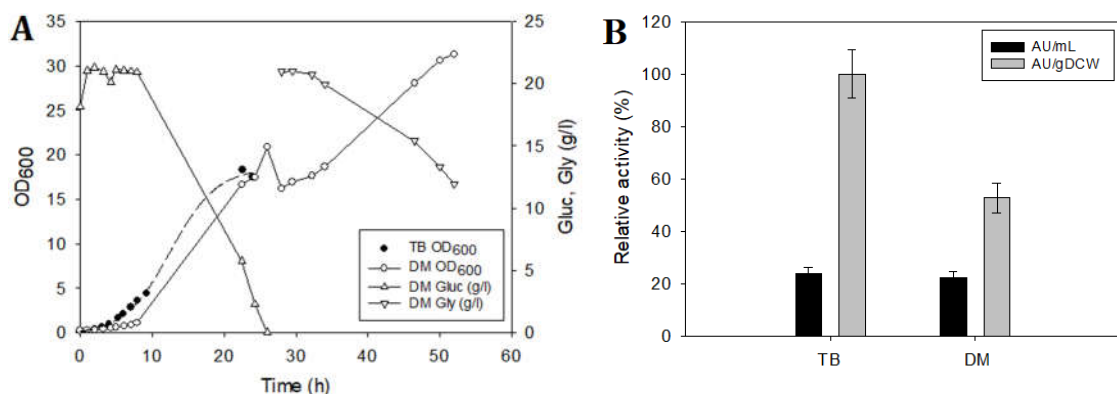 A
35
30
25
20
15
10
5
0
OD600
25
20
15
10
5
0
Gluc, Gly (g/l)
TB OD600
DM OD600
DM Gluc (g/l)
DM Gly (g/l)
0 10 20 30 40 50 60
Time (h)
B
120
100
80
60
40
20
0
Relative activity (%)
AU/mL
AU/gDCW
TB DM